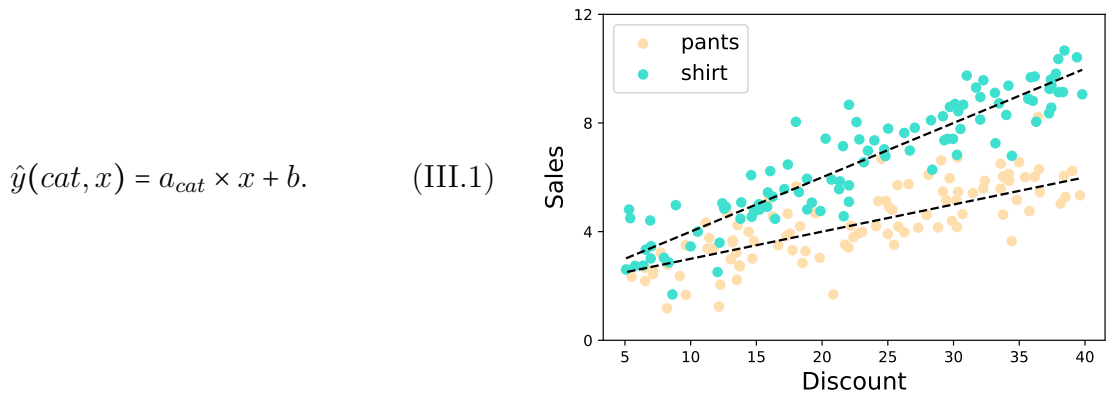 ŷ(cat, x) = a_cat × x + b. (III.1)
12
8
4
0
Sales
pants
shirt
5 10 15 20 25 30 35 40
Discount